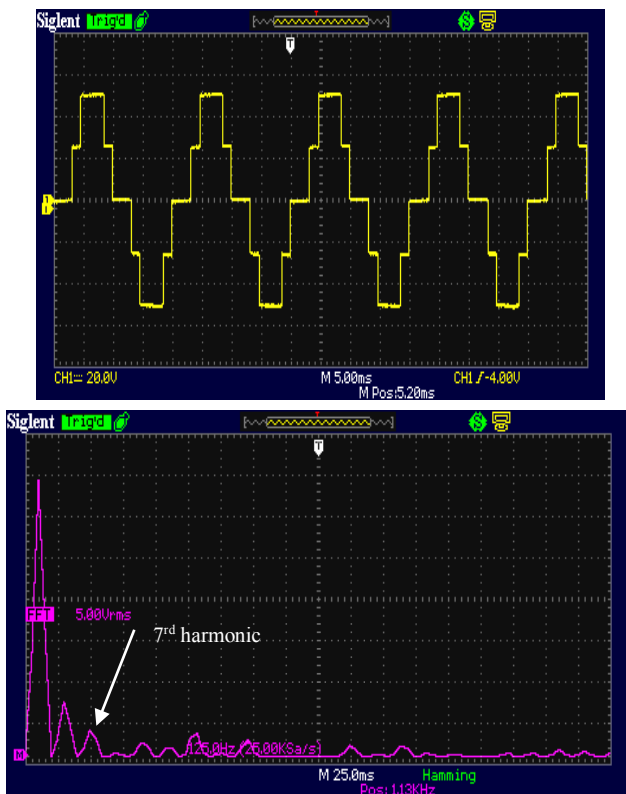 Siglent Trig'd
T
1
CH1 20.0V M 5.00ms CH1 -4.00V
M Pos:5.20ms
Siglent Trig'd
T
FFT 5.00Vrms
7rd harmonic
125.0Hz (25.00KSa/s)
M
M 25.0ms Hamming
Pos: 1.13KHz